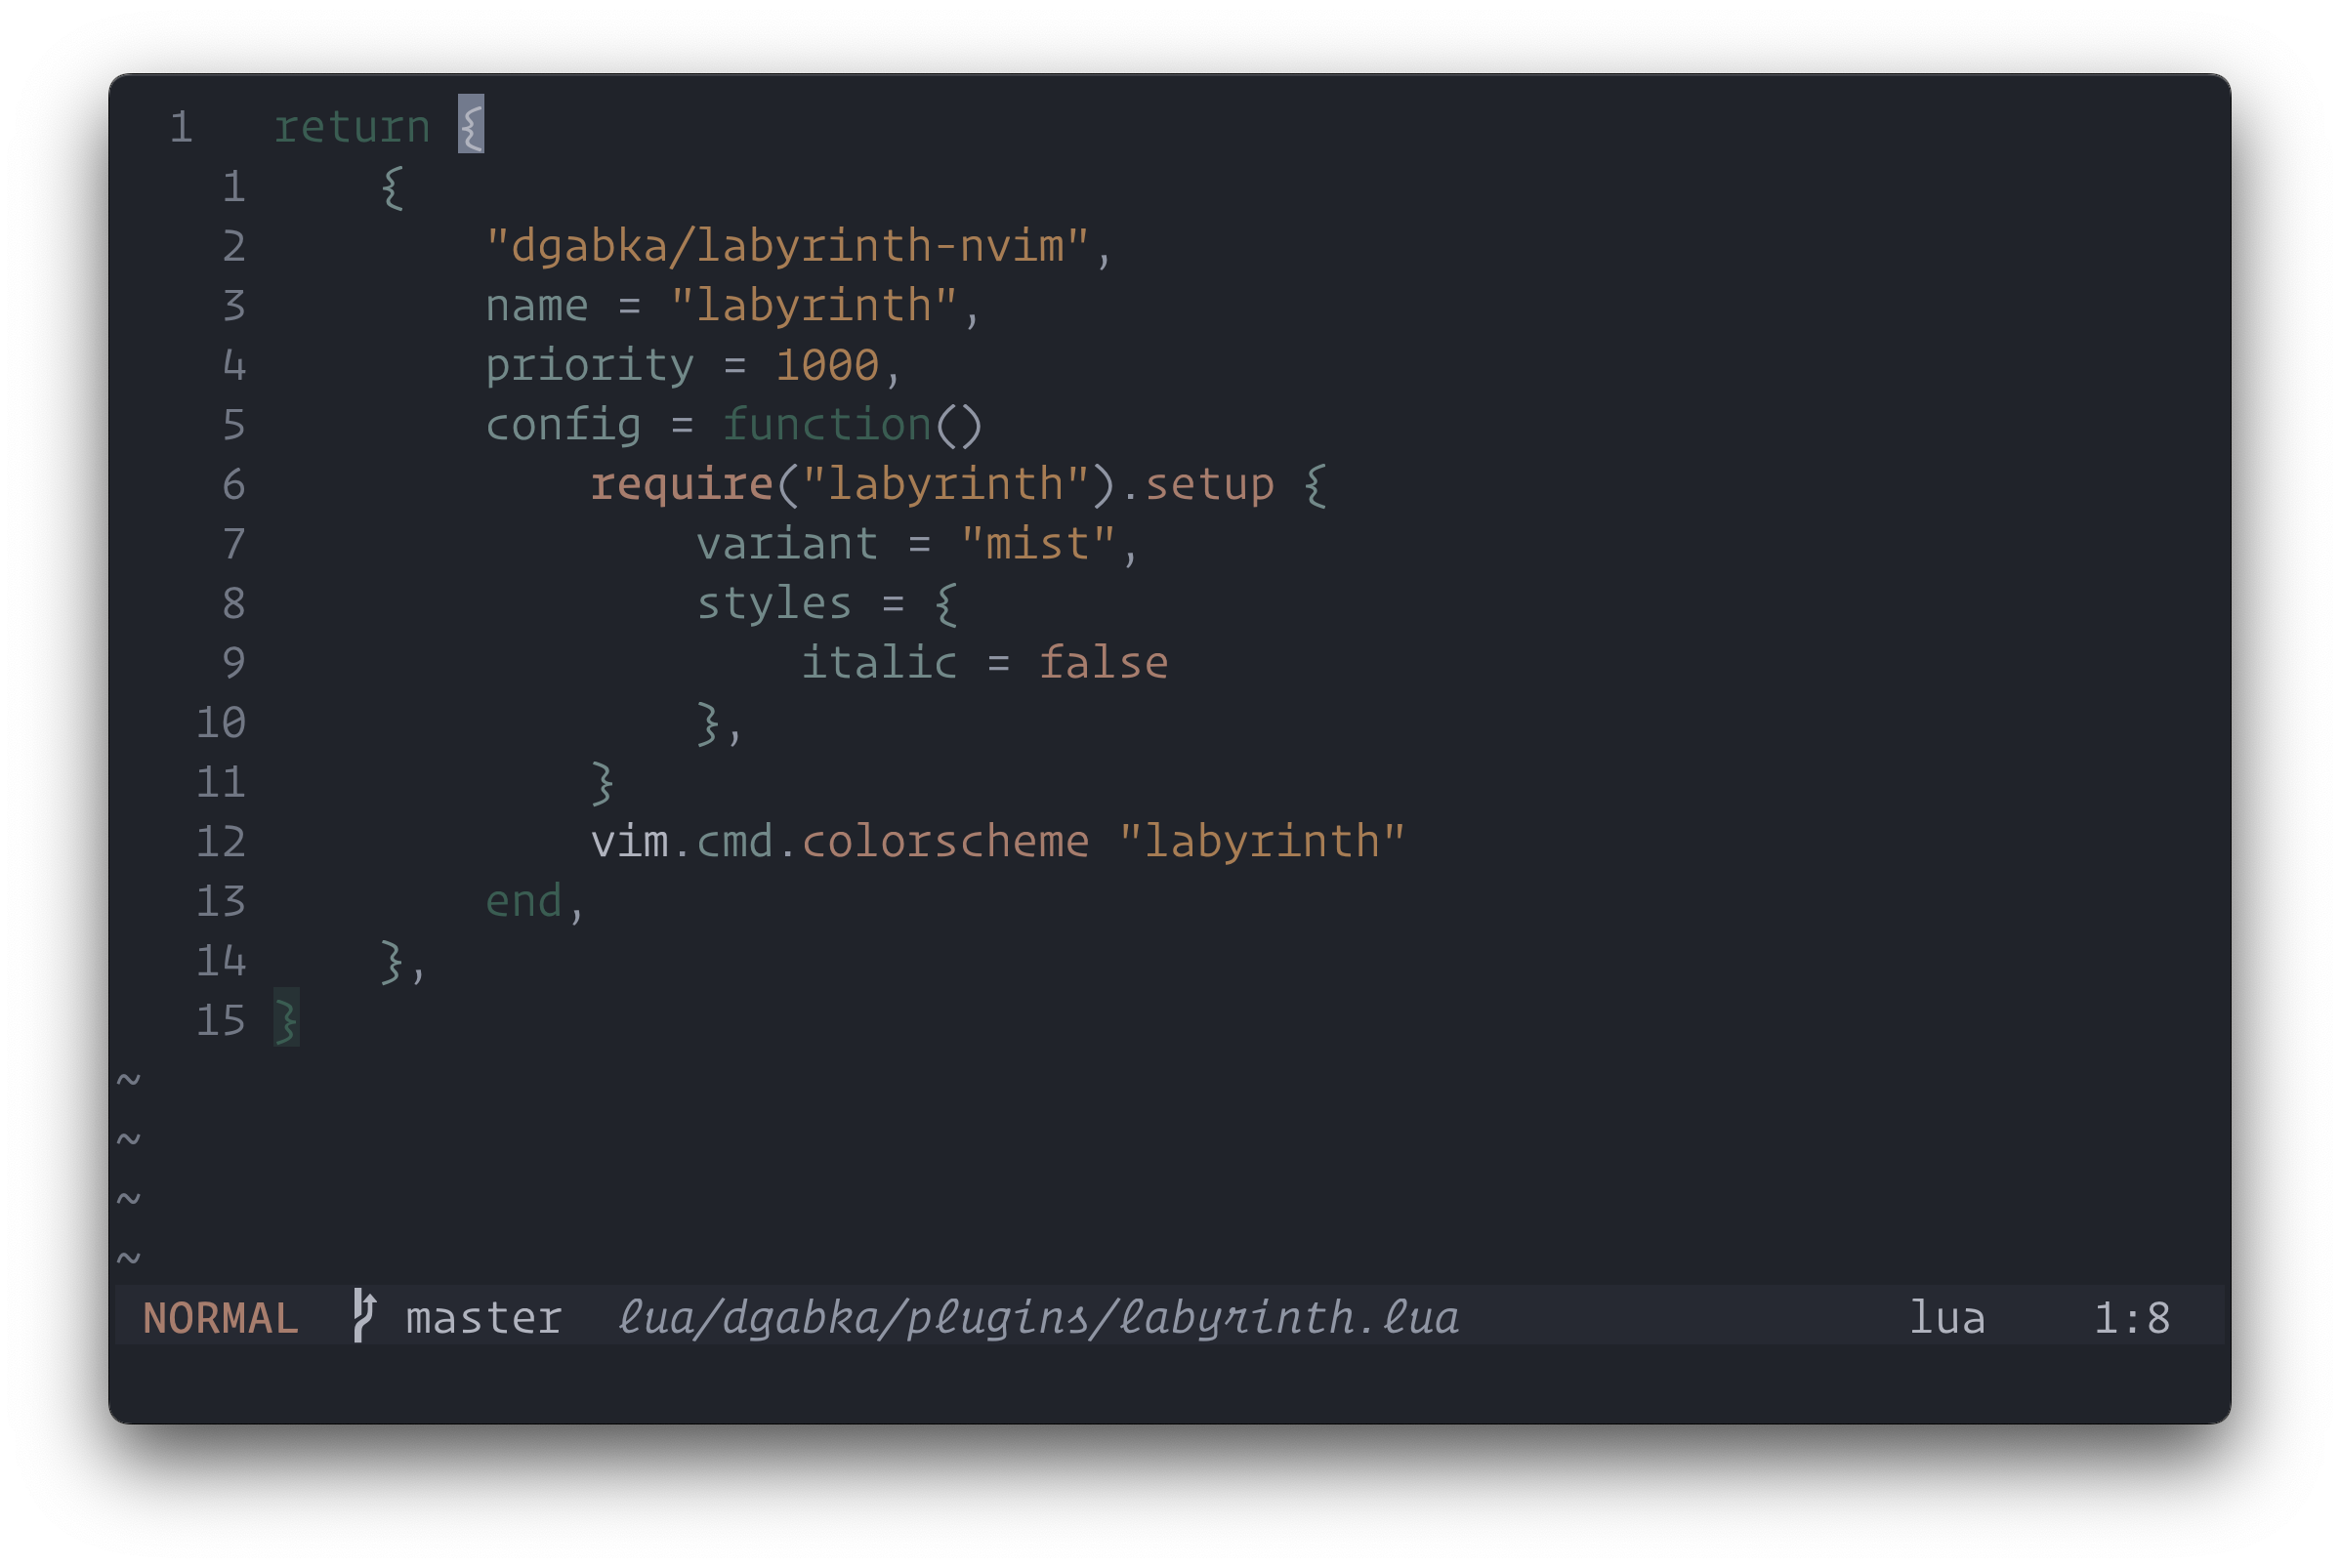 1   return {
  1     {
  2         "dgabka/labyrinth-nvim",
  3         name = "labyrinth",
  4         priority = 1000,
  5         config = function()
  6             require("labyrinth").setup {
  7                 variant = "mist",
  8                 styles = {
  9                     italic = false
 10                 },
 11             }
 12             vim.cmd.colorscheme "labyrinth"
 13         end,
 14     },
 15 }
~
~
~
~
NORMAL  master  lua/dgabka/plugins/labyrinth.lua  lua  1:8